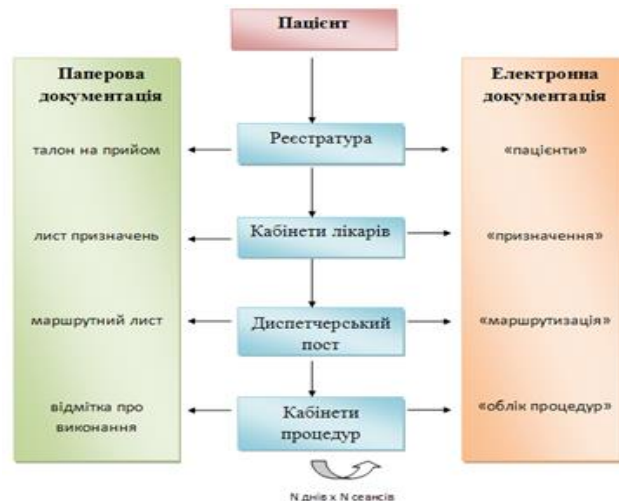 Пацієнт
Паперова
документація
Електронна
документація
талон на прийом
Реєстратура
«пацієнти»
лист призначень
Кабінети лікарів
«призначення»
маршрутний лист
Диспетчерський
пост
«маршрутизація»
відмітка про
виконання
Кабінети
процедур
«облік процедур»
N днів х N сеансів